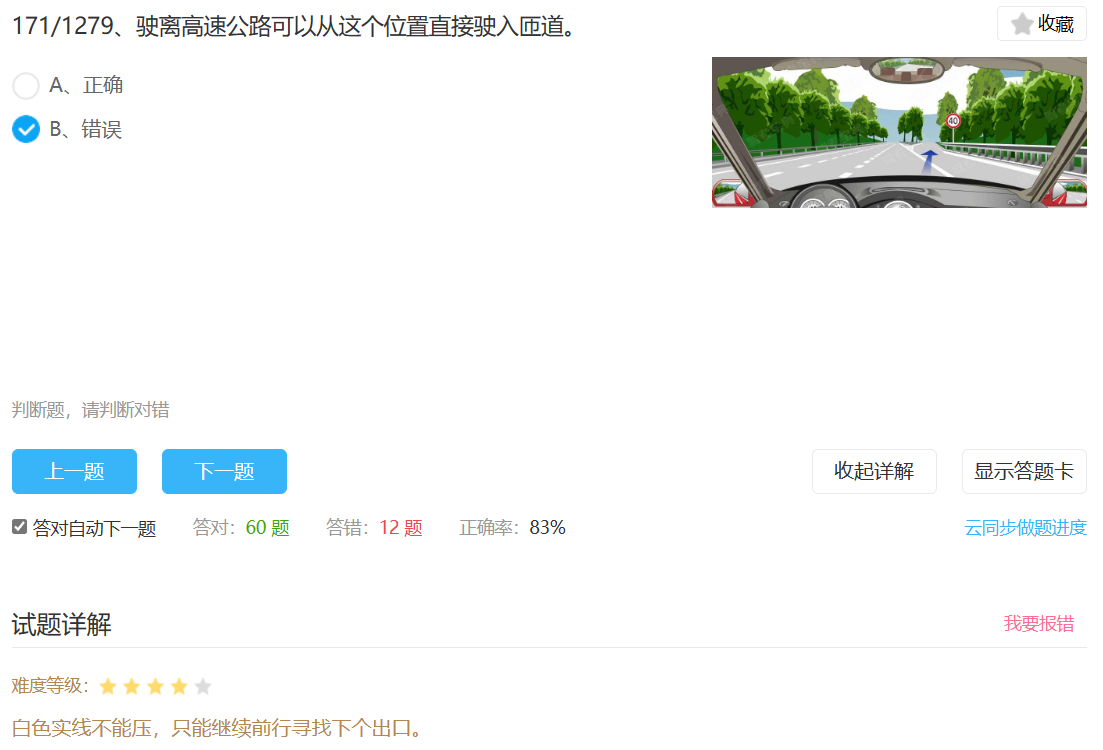 171/1279、驶离高速公路可以从这个位置直接驶入匝道。
收藏
A、正确
B、错误
40
判断题，请判断对错
上一题
下一题
收起详解
显示答题卡
答对自动下一题 答对：60 题 答错：12 题 正确率：83%
云同步做题进度
试题详解
我要报错
难度等级：
白色实线不能压，只能继续前行寻找下个出口。